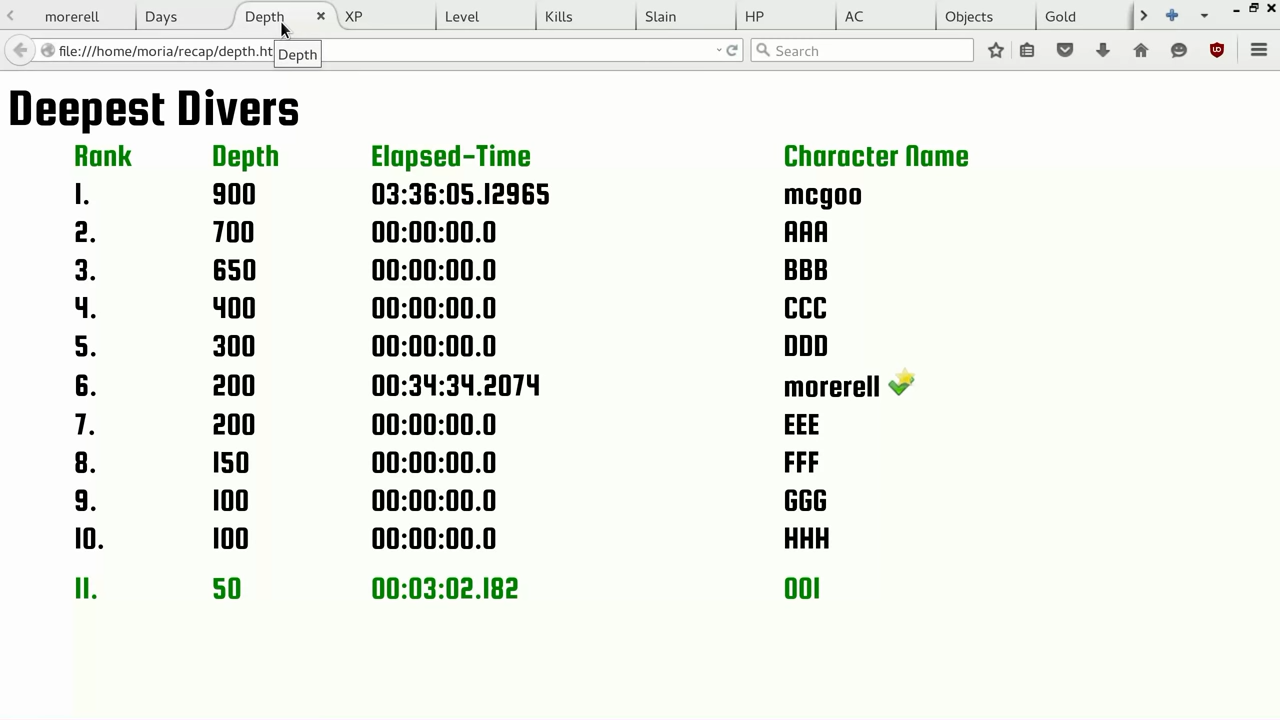 morerell Days Depth XP Level Kills Slain HP AC Objects Gold
file:///home/moria/recap/depth.ht Search
Depth
Deepest Divers
Rank Depth Elapsed-Time Character Name
1. 900 03:36:05.12965 mcgoo
2. 700 00:00:00.0 AAA
3. 650 00:00:00.0 BBB
4. 400 00:00:00.0 CCC
5. 300 00:00:00.0 DDD
6. 200 00:34:34.2074 morerell
7. 200 00:00:00.0 EEE
8. 150 00:00:00.0 FFF
9. 100 00:00:00.0 GGG
10. 100 00:00:00.0 HHH
11. 50 00:03:02.182 001